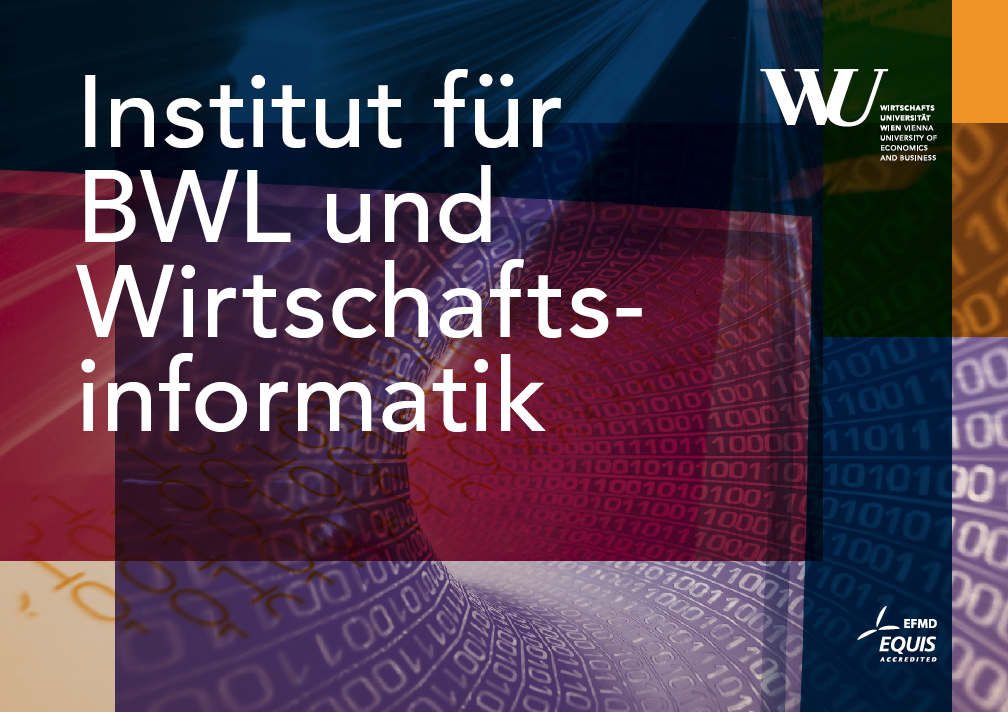 Institut für
BWL und
Wirtschafts-
informatik
WU
WIRTSCHAFTS
UNIVERSITÄT
WIEN VIENNA
UNIVERSITY OF
ECONOMICS
AND BUSINESS
EFMD
EQUIS
ACCREDITED